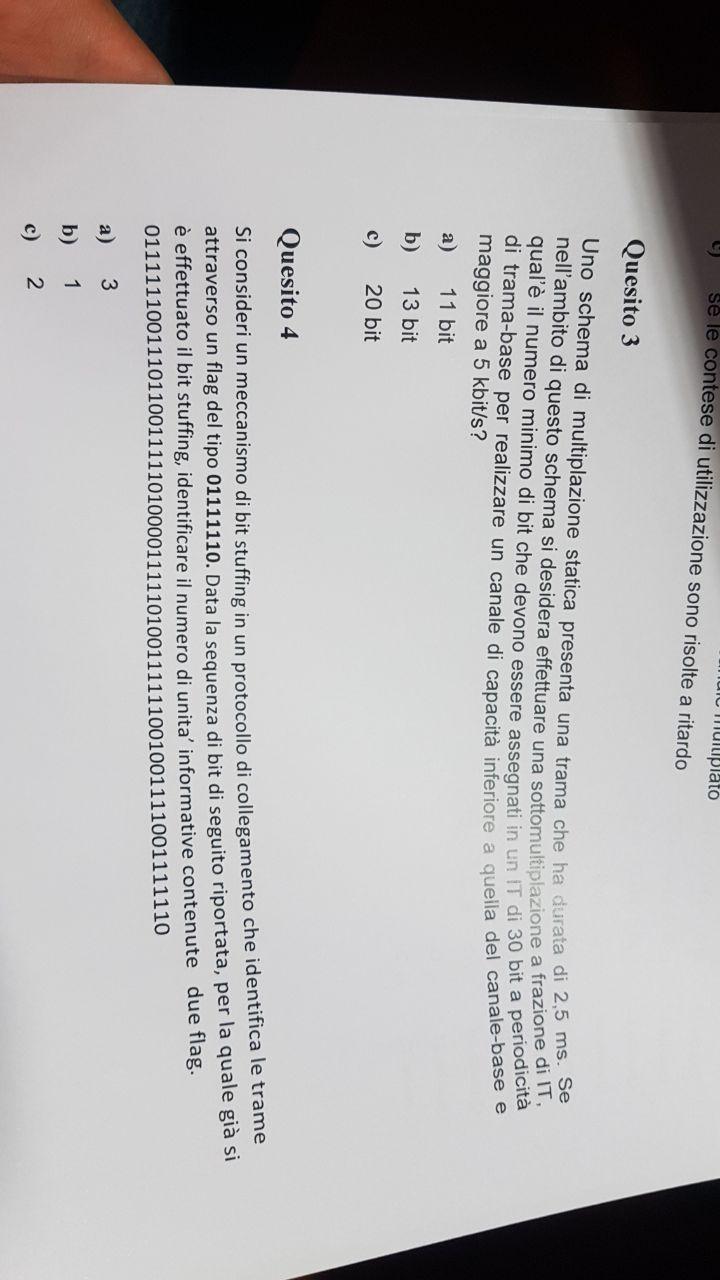 c) se le contese di utilizzazione sono risolte a ritardo
Quesito 3
Uno schema di multiplazione statica presenta una trama che ha durata di 2,5 ms. Se
nell'ambito di questo schema si desidera effettuare una sottomultiplazione a frazione di IT,
qual'è il numero minimo di bit che devono essere assegnati in un IT di 30 bit a periodicità
di trama-base per realizzare un canale di capacità inferiore a quella del canale-base e
maggiore a 5 kbit/s?
a) 11 bit
b) 13 bit
c) 20 bit
Quesito 4
Si consideri un meccanismo di bit stuffing in un protocollo di collegamento che identifica le trame
attraverso un flag del tipo 01111110. Data la sequenza di bit di seguito riportata, per la quale già si
è effettuato il bit stuffing, identificare il numero di unita' informative contenute due flag.
a) 3
b) 1
c) 2